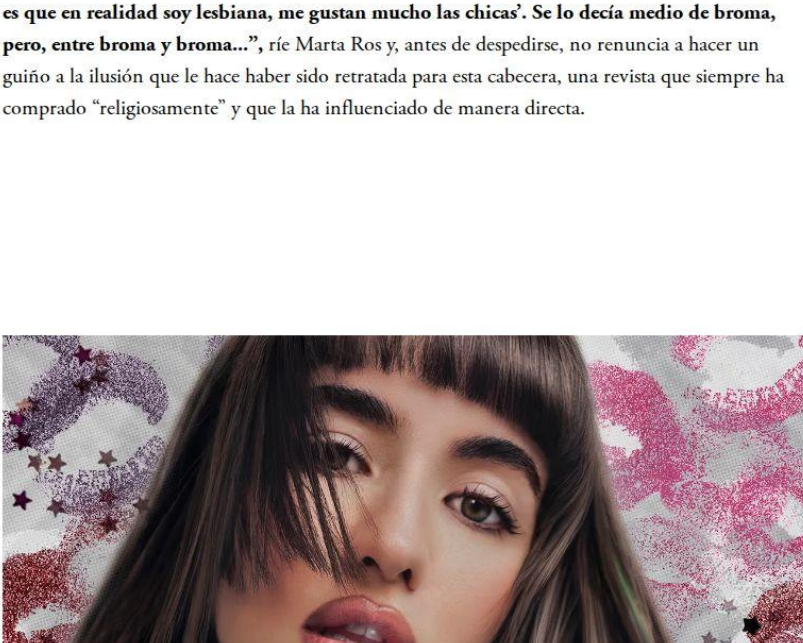 es que en realidad soy lesbiana, me gustan mucho las chicas’. Se lo decía medio de broma,
pero, entre broma y broma...”, ríe Marta Ros y, antes de despedirse, no renuncia a hacer un
guiño a la ilusión que le hace haber sido retratada para esta cabecera, una revista que siempre ha
comprado “religiosamente” y que la ha influenciado de manera directa.